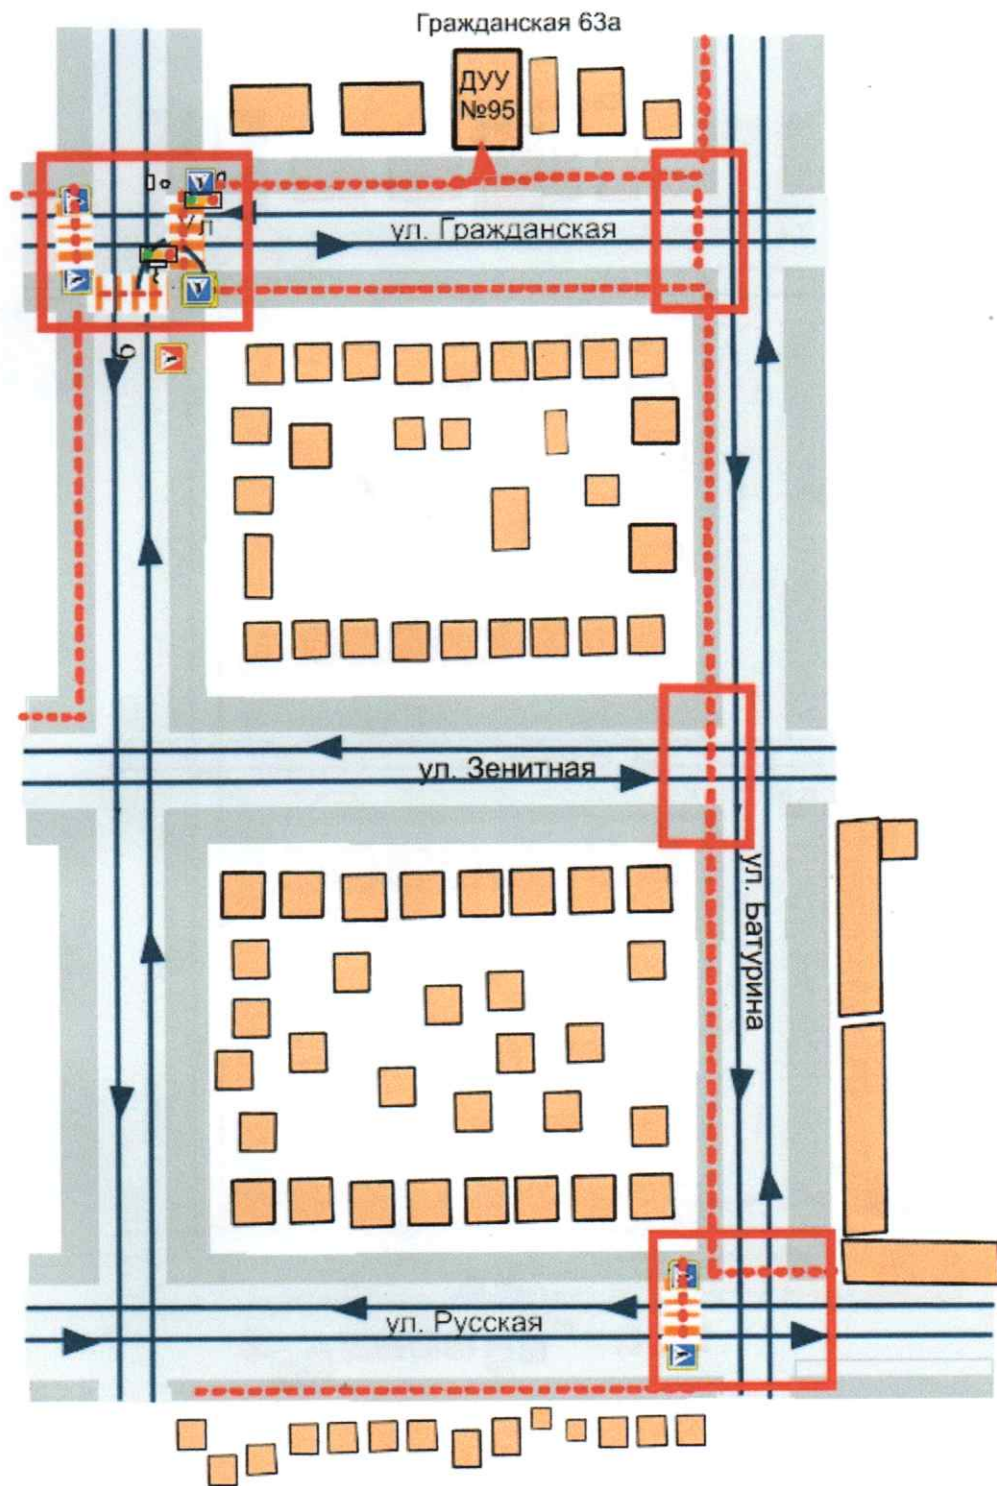 Гражданская 63а
ДУУ
№95
ул. Гражданская
ул. Зенитная
ул. Батурина
ул. Русская